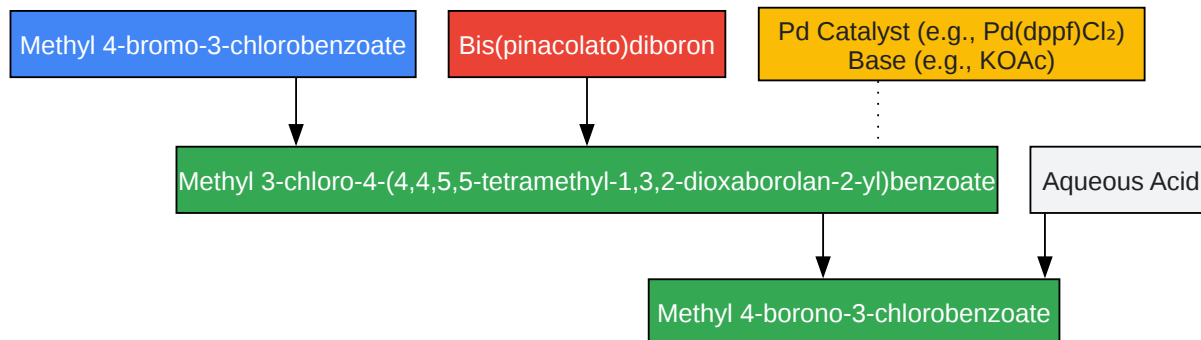 Methyl 4-bromo-3-chlorobenzoate
Bis(pinacolato)diboron
Pd Catalyst (e.g., Pd(dppf)Cl₂)
Base (e.g., KOAc)
Methyl 3-chloro-4-(4,4,5,5-tetramethyl-1,3,2-dioxaborolan-2-yl)benzoate
Aqueous Acid
Methyl 4-borono-3-chlorobenzoate